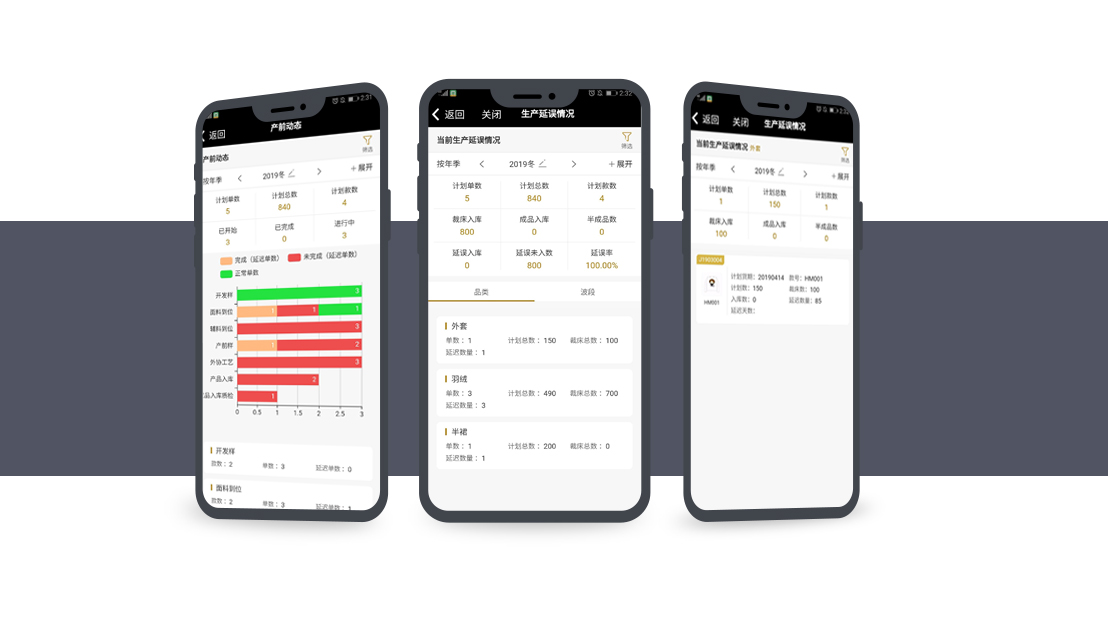 2:31
返回
产前动态
产前动态
筛选
按年季
2019冬
+ 展开
计划单数
计划总数
计划款数
5
840
4
已开始
已完成
进行中
3
0
3
完成（延迟单数）
未完成（延迟单数）
正常单数
开发样
3
面料到位
1
1
1
辅料到位
3
产前样
1
2
外协工艺
3
产品入库
2
品入库质检
1
0 0.5 1 1.5 2 2.5 3
开发样
款数：2 单数：3 延迟单数：0
面料到位
款数：2 单数：3 延迟单数：1
2:32
返回 关闭 生产延误情况
当前生产延误情况
筛选
按年季
2019冬
+ 展开
计划单数 计划总数 计划款数
5 840 4
裁床入库 成品入库 半成品数
800 0 0
延误入库 延误未入数 延误率
0 800 100.00%
品类 波段
外套
单数：1 计划总数：150 裁床总数：100
延迟数量：1
羽绒
单数：3 计划总数：490 裁床总数：700
延迟数量：3
半裙
单数：1 计划总数：200 裁床总数：0
延迟数量：1
返回 关闭 生产延误情况
当前生产延误情况 外套
筛选
按年季
2019冬
+ 展开
计划单数 计划总数 计划款数
1 150 1
裁床入库 成品入库 半成品数
100 0 0
HM001
计划货期：20190414 款号：HM001
计划数：150 裁床数：100
入库数：0 延迟数量：85
延迟天数：